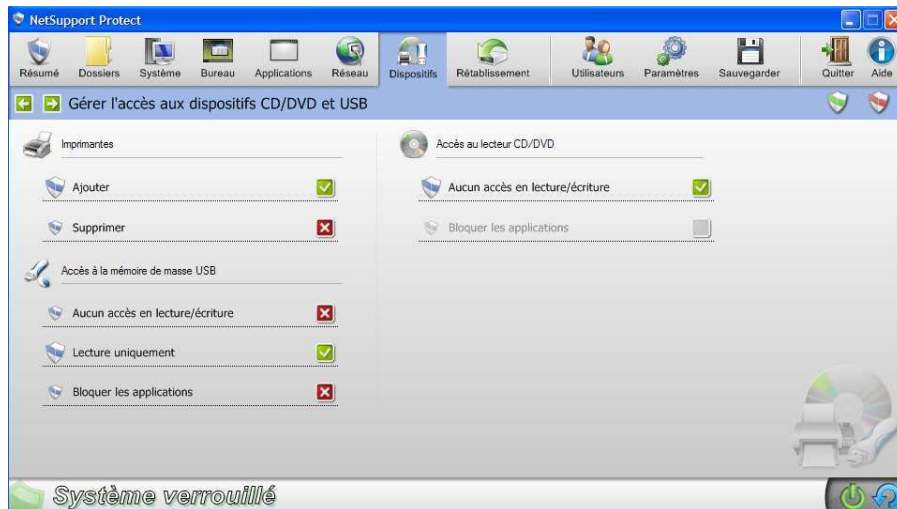 NetSupport Protect
Résumé Dossiers Système Bureau Applications Réseau Dispositifs Rétablissement Utilisateurs Paramètres Sauvegarder Quitter Aide
Gérer l'accès aux dispositifs CD/DVD et USB
Imprimantes
Ajouter
Supprimer
Accès à la mémoire de masse USB
Aucun accès en lecture/écriture
Lecture uniquement
Bloquer les applications
Accès au lecteur CD/DVD
Aucun accès en lecture/écriture
Bloquer les applications
Système verrouillé